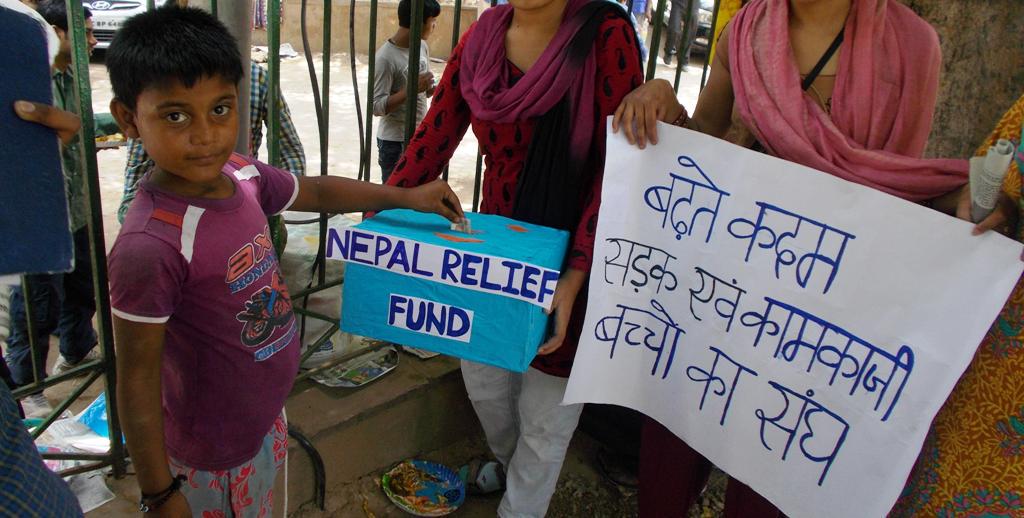 NEPAL RELIEF
FUND
बढ़ते कदम
सड़क एवं कामकाजी
बच्चो का संघ